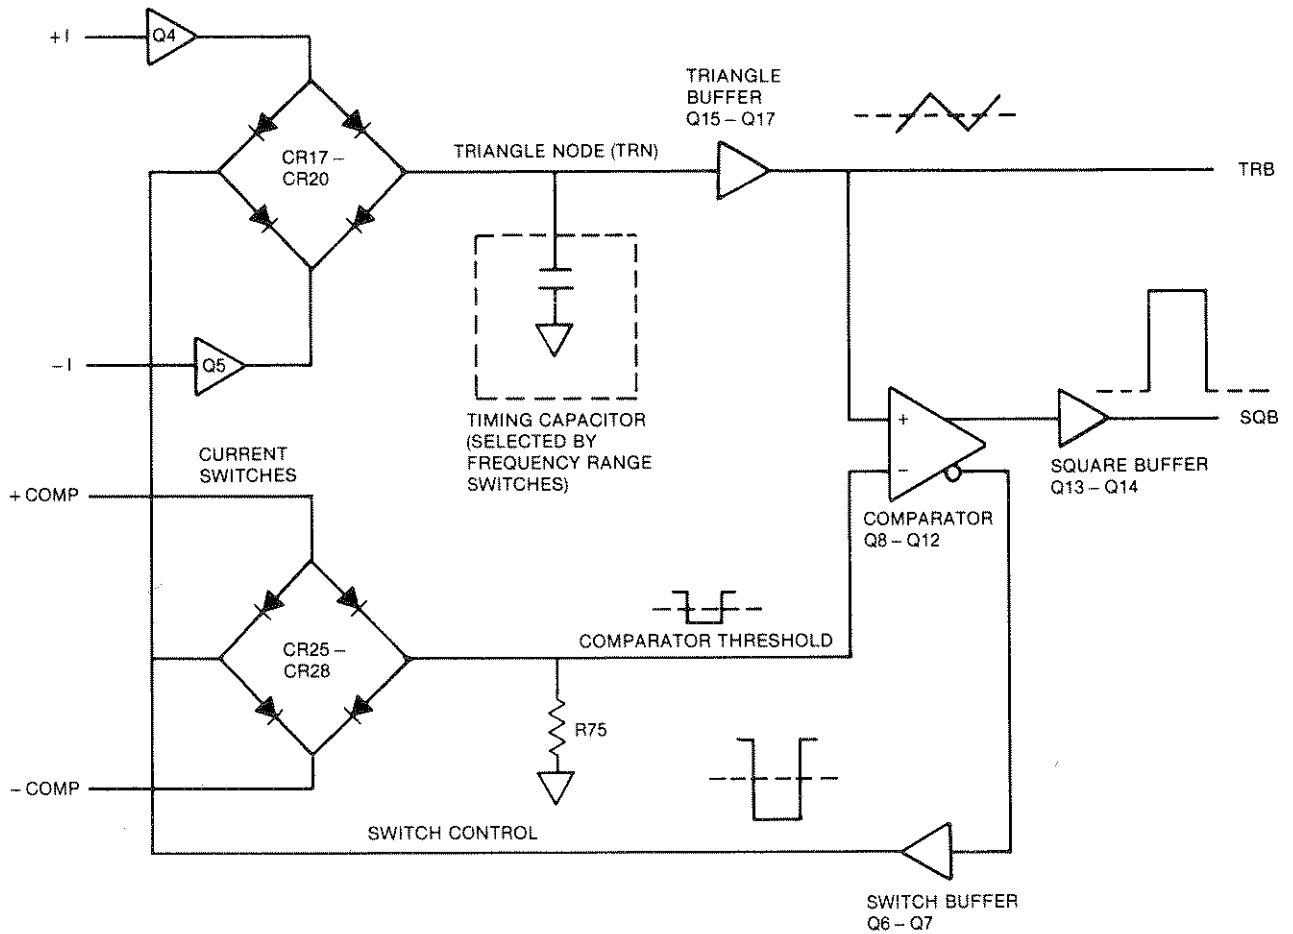 +I
Q4
TRIANGLE
BUFFER
Q15 – Q17
CR17 –
CR20
TRIANGLE NODE (TRN)
TRB
–I
Q5
TIMING CAPACITOR
(SELECTED BY
FREQUENCY RANGE
SWITCHES)
+
–
SQB
CURRENT
SWITCHES
SQUARE BUFFER
Q13 – Q14
+ COMP
COMPARATOR
Q8 – Q12
CR25 –
CR28
COMPARATOR THRESHOLD
R75
– COMP
SWITCH CONTROL
SWITCH BUFFER
Q6 – Q7